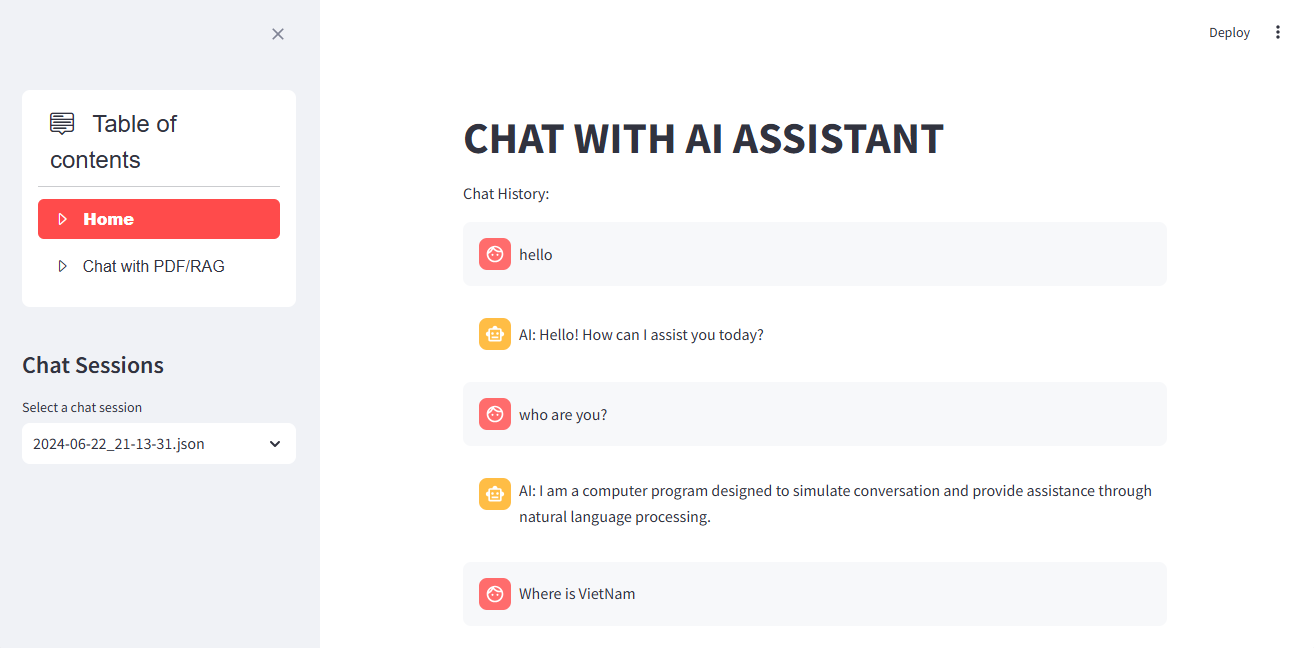 Deploy
Table of
contents
Home
Chat with PDF/RAG
Chat Sessions
Select a chat session
2024-06-22_21-13-31.json
CHAT WITH AI ASSISTANT
Chat History:
hello
AI: Hello! How can I assist you today?
who are you?
AI: I am a computer program designed to simulate conversation and provide assistance through
natural language processing.
Where is VietNam